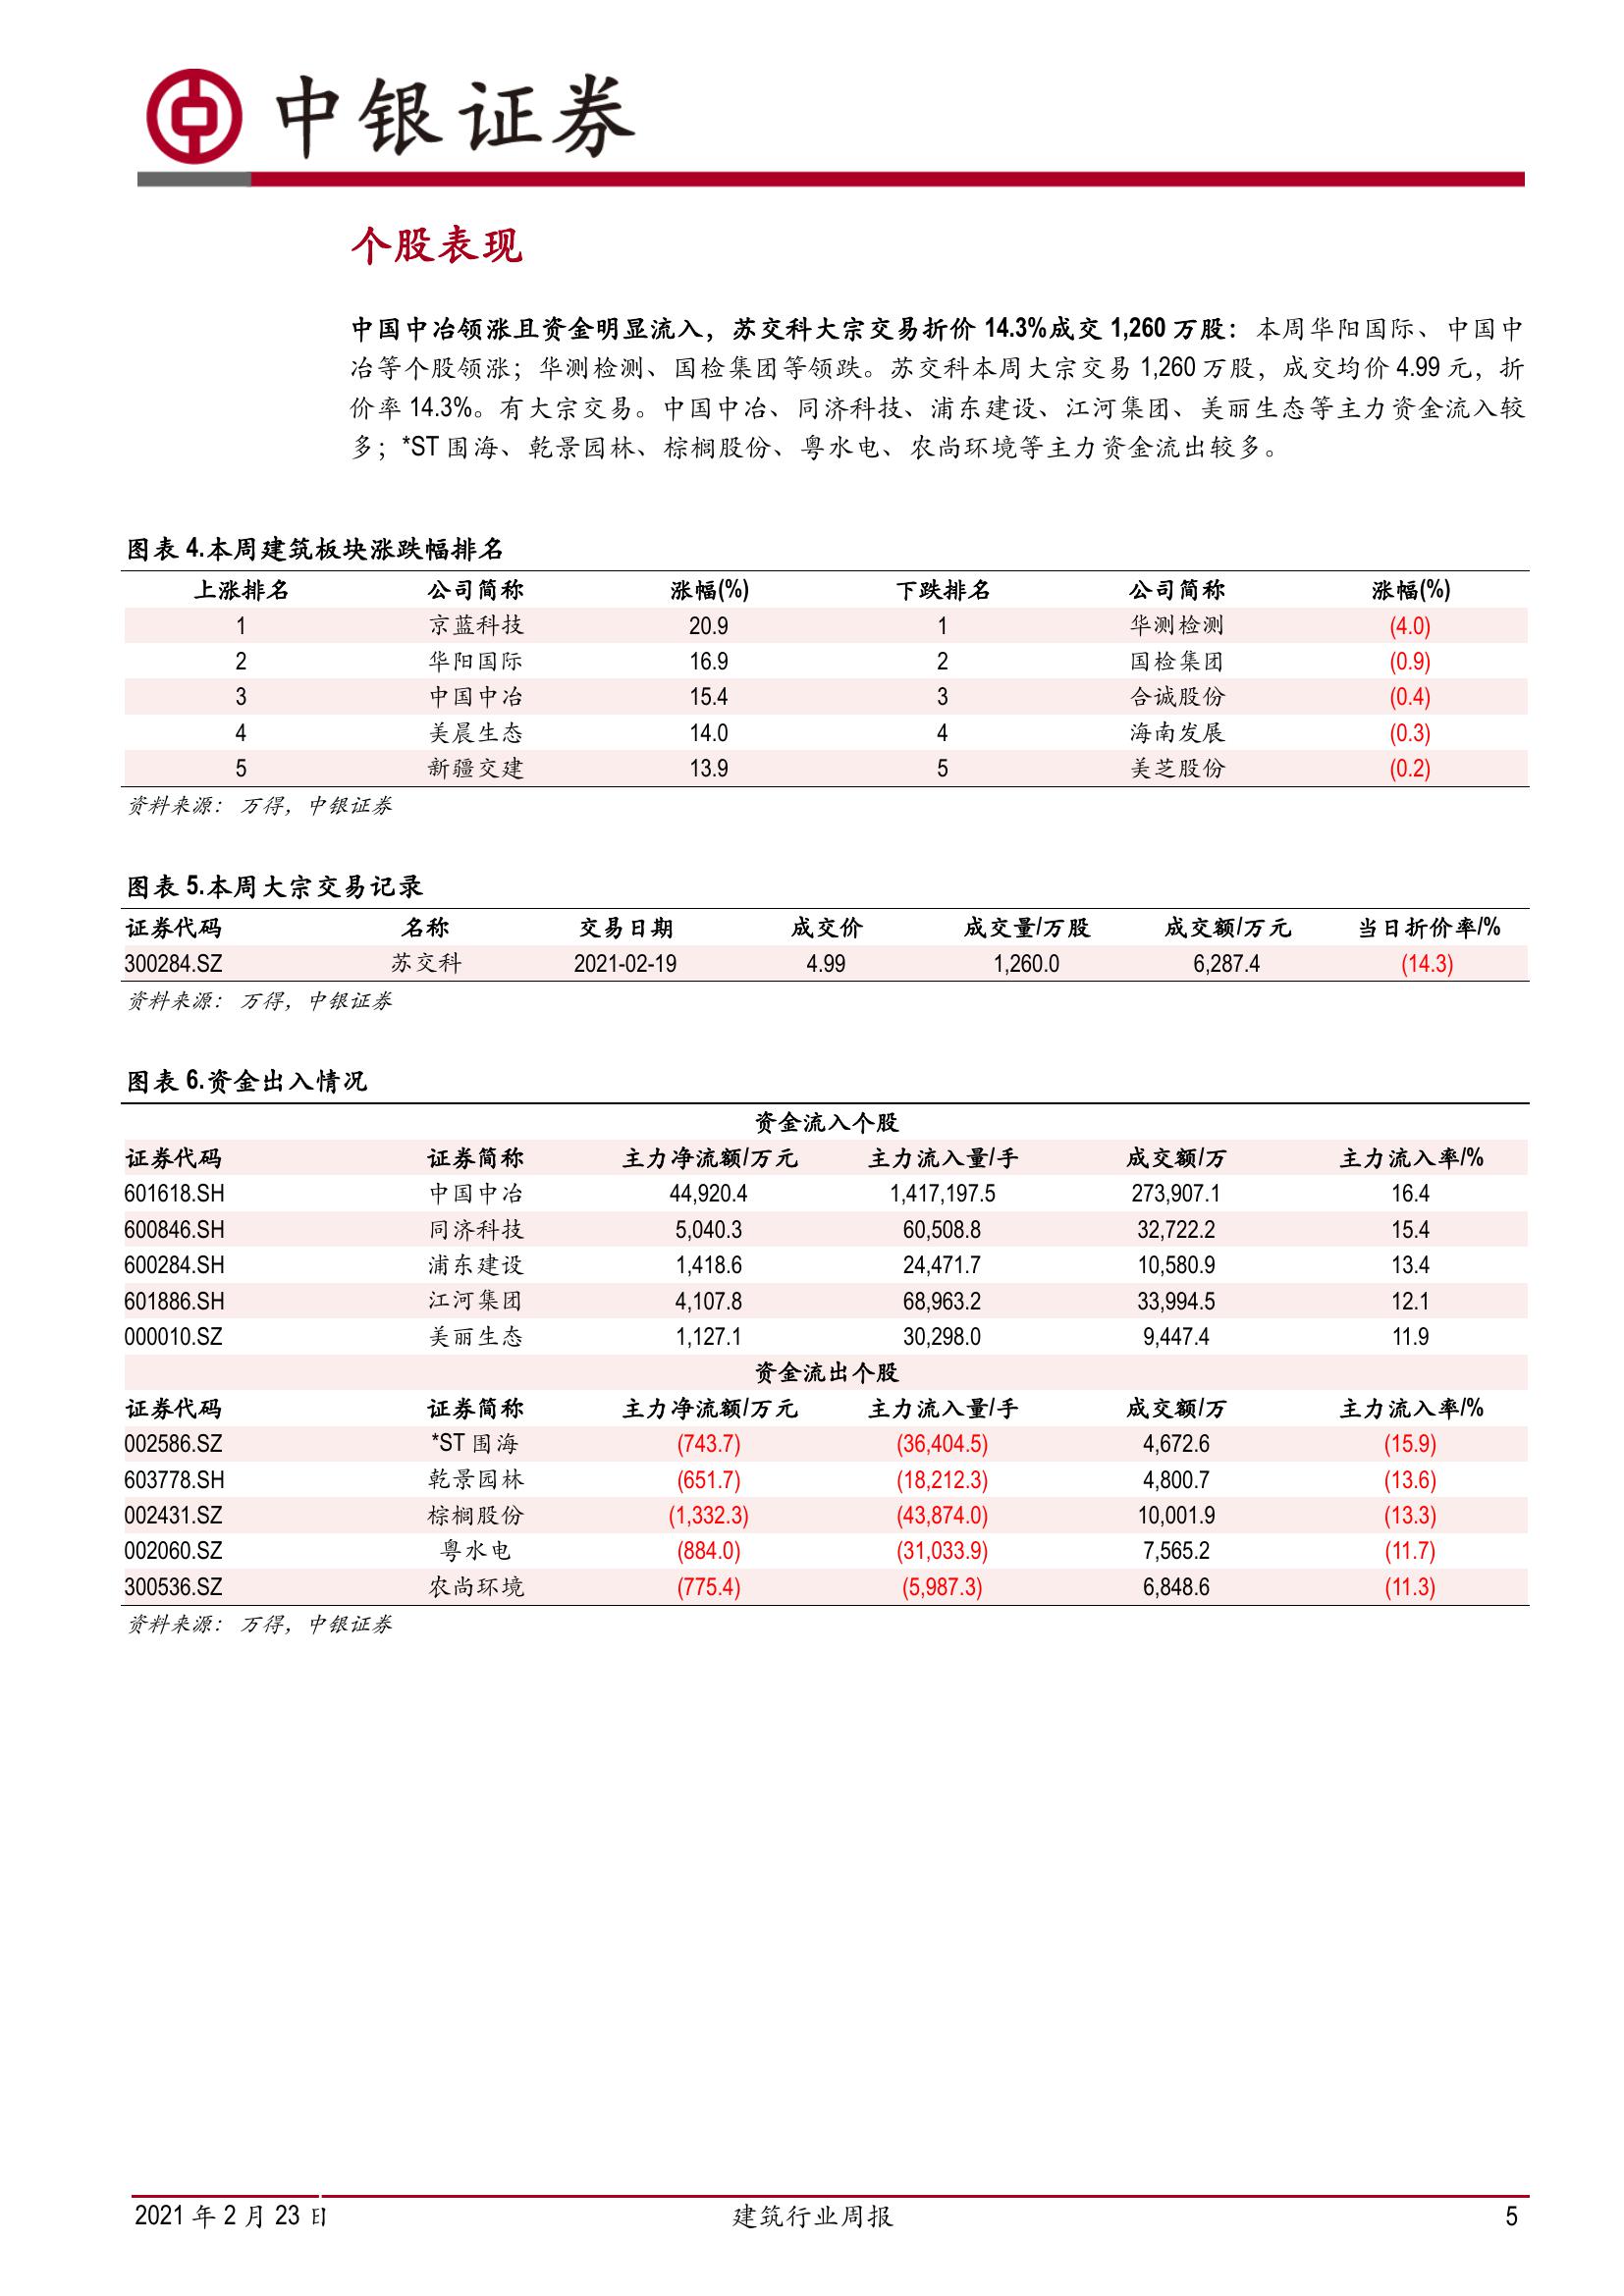 中银证券
个股表现
中国中冶领涨且资金明显流入，苏交科大宗交易折价 14.3%成交 1,260 万股：本周华阳国际、中国中
冶等个股领涨；华测检测、国检集团等领跌。苏交科本周大宗交易 1,260 万股，成交均价 4.99 元，折
价率 14.3%。有大宗交易。中国中冶、同济科技、浦东建设、江河集团、美丽生态等主力资金流入较
多；*ST 围海、乾景园林、棕榈股份、粤水电、农尚环境等主力资金流出较多。
图表 4.本周建筑板块涨跌幅排名
上涨排名 公司简称 涨幅(%) 下跌排名 公司简称 涨幅(%)
1 京蓝科技 20.9 1 华测检测 (4.0)
2 华阳国际 16.9 2 国检集团 (0.9)
3 中国中冶 15.4 3 合诚股份 (0.4)
4 美晨生态 14.0 4 海南发展 (0.3)
5 新疆交建 13.9 5 美芝股份 (0.2)
资料来源：万得，中银证券
图表 5.本周大宗交易记录
证券代码 名称 交易日期 成交价 成交量/万股 成交额/万元 当日折价率/%
300284.SZ 苏交科 2021-02-19 4.99 1,260.0 6,287.4 (14.3)
资料来源：万得，中银证券
图表 6.资金出入情况
资金流入个股
证券代码 证券简称 主力净流额/万元 主力流入量/手 成交额/万 主力流入率/%
601618.SH 中国中冶 44,920.4 1,417,197.5 273,907.1 16.4
600846.SH 同济科技 5,040.3 60,508.8 32,722.2 15.4
600284.SH 浦东建设 1,418.6 24,471.7 10,580.9 13.4
601886.SH 江河集团 4,107.8 68,963.2 33,994.5 12.1
000010.SZ 美丽生态 1,127.1 30,298.0 9,447.4 11.9
资金流出个股
证券代码 证券简称 主力净流额/万元 主力流入量/手 成交额/万 主力流入率/%
002586.SZ *ST 围海 (743.7) (36,404.5) 4,672.6 (15.9)
603778.SH 乾景园林 (651.7) (18,212.3) 4,800.7 (13.6)
002431.SZ 棕榈股份 (1,332.3) (43,874.0) 10,001.9 (13.3)
002060.SZ 粤水电 (884.0) (31,033.9) 7,565.2 (11.7)
300536.SZ 农尚环境 (775.4) (5,987.3) 6,848.6 (11.3)
资料来源：万得，中银证券
2021 年 2 月 23 日 建筑行业周报 5